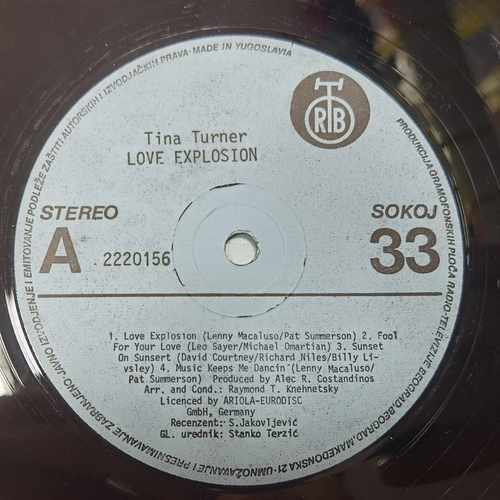 UMNOŽAVANJE I PRESNIMAVANJE ZABRANJENO·JAVNO IZVOĐENJE I EMITOVANJE PODLEŽE ZAŠTITI AUTORSKIH I IZVOĐAČKIH PRAVA·MADE IN YUGOSLAVIA
PRODUKCIJA GRAMOFONSKIH PLOČA RADIO-TELEVIZIJE BEOGRAD, BEOGRAD, MAKEDONSKA 21·
RTB
Tina Turner
LOVE EXPLOSION
STEREO
SOKOJ
A
2220156
33
1. Love Explosion (Lenny Macaluso/Pat Summerson) 2. Fool
For Your Love (Leo Sayer/Michael Omartian) 3. Sunset
On Sunsert (David Courtney/Richard Niles/Billy Li-
vsley) 4. Music Keeps Me Dancin´(Lenny Macaluso/
Pat Summerson) Produced by Alec R. Costandinos
Arr. and Cond.: Raymond T. Knehnetsky
Licenced by ARIOLA-EURODISC
GmbH, Germany
Recenzent: S.Jakovljević
GL. urednik: Stanko Terzić